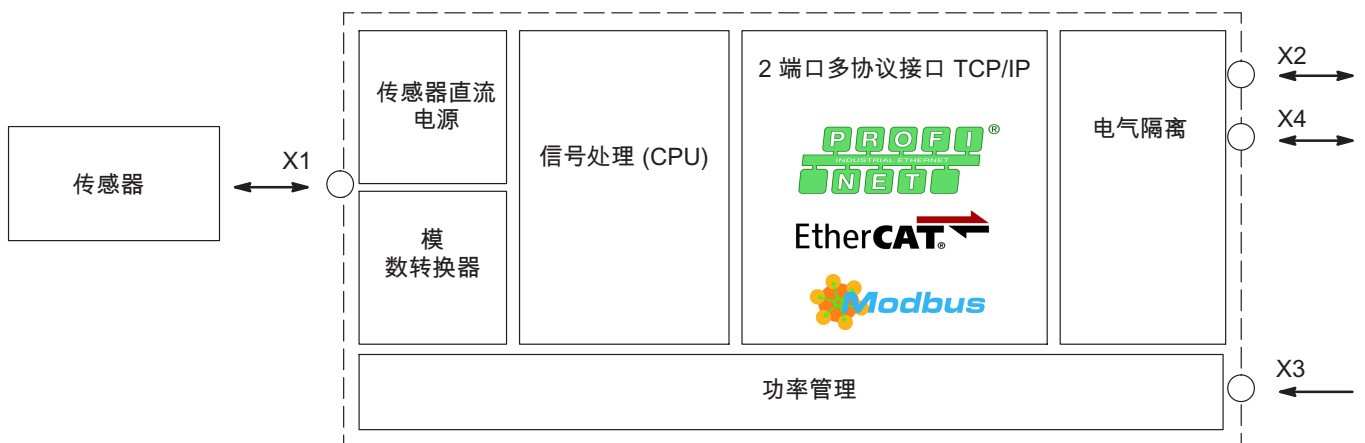 传感器
X1
传感器直流
电源
模
数转换器
信号处理 (CPU)
2 端口多协议接口 TCP/IP
PROFI®
INDUSTRIAL ETHERNET
NET
EtherCAT®
Modbus
电气隔离
X2
X4
功率管理
X3